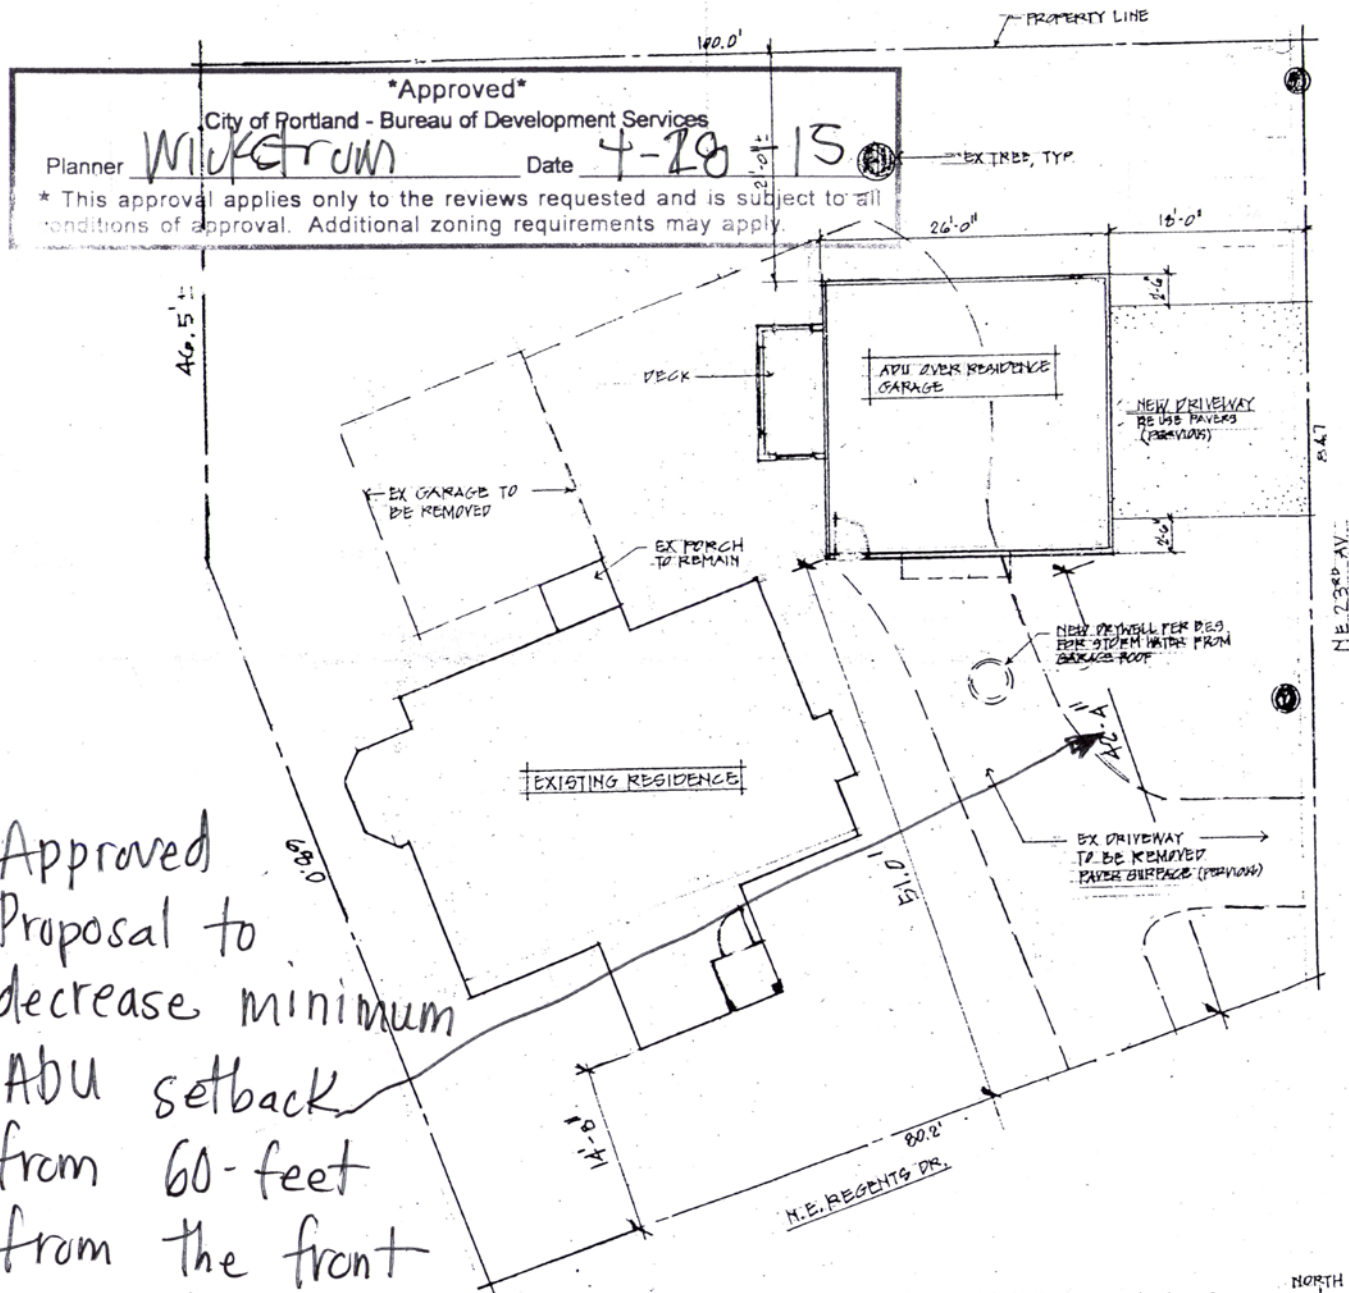 PROPERTY LINE
100.0'
*Approved*
City of Portland - Bureau of Development Services
Planner Wickstrom Date 4-28-15
* This approval applies only to the reviews requested and is subject to all
conditions of approval. Additional zoning requirements may apply.
21'-0"±
EX TREE, TYP.
26'-0"
18'-0"
46.5'±
2'-6"
DECK
ADU OVER RESIDENCE
GARAGE
NEW DRIVEWAY
RE USE PAVERS
(PERVIOUS)
84.7
EX GARAGE TO
BE REMOVED
EX PORCH
TO REMAIN
2'-6"
N.E. 23RD AV.
NEW DRYWELL PER B.E.S.
FOR STORM WATER FROM
GARAGE ROOF
42'-A"
EXISTING RESIDENCE
EX DRIVEWAY
TO BE REMOVED
PAVER SURFACE (PERVIOUS)
68.0
51.0'
Approved
Proposal to
decrease minimum
ADU setback
from 60-feet
from the front
14'-8"
80.2'
N.E. REGENTS DR.
NORTH